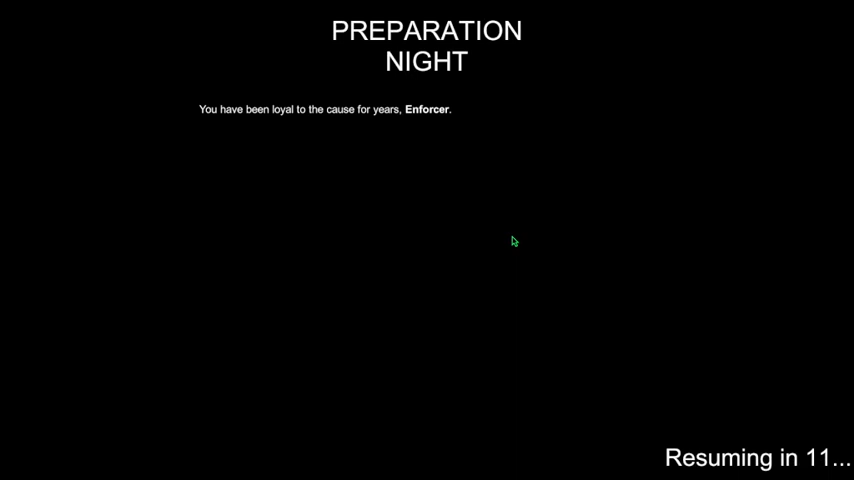 PREPARATION
NIGHT
You have been loyal to the cause for years, Enforcer.
Resuming in 11...